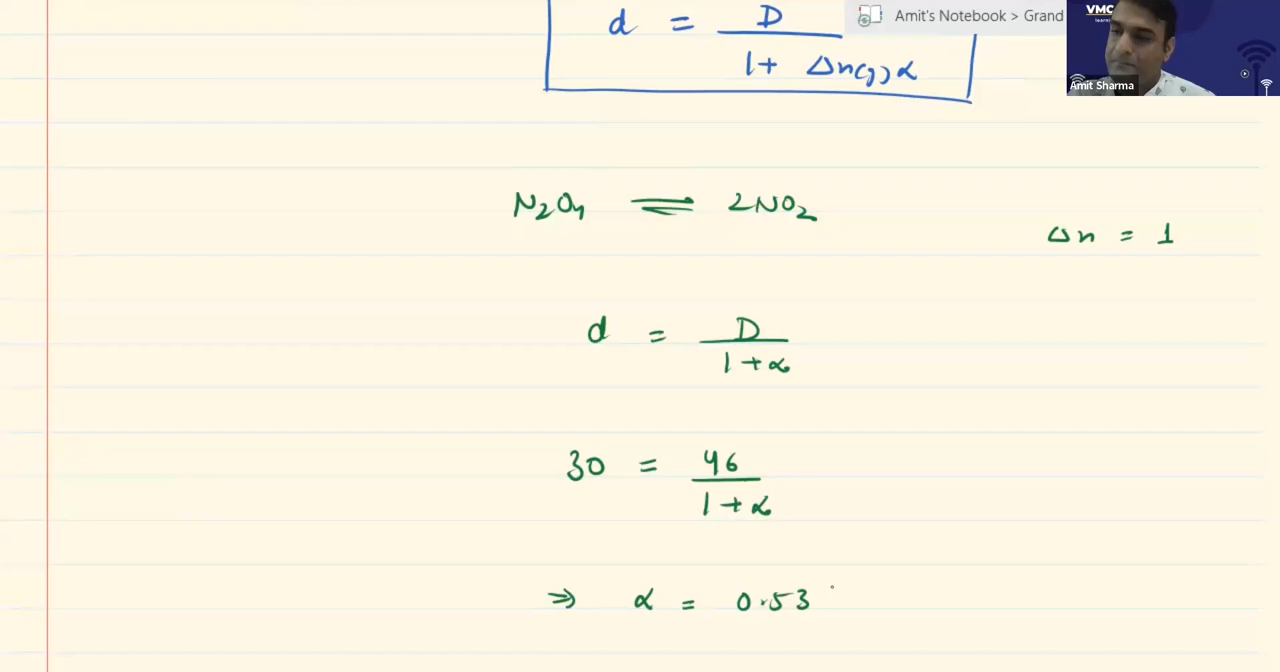 d = D / 1 + Δn(g) α
Amit's Notebook > Grand
VMC
Amit Sharma
N₂O₄ ⇌ 2NO₂
Δn = 1
d = D / 1 + α
30 = 46 / 1 + α
⇒ α = 0.53